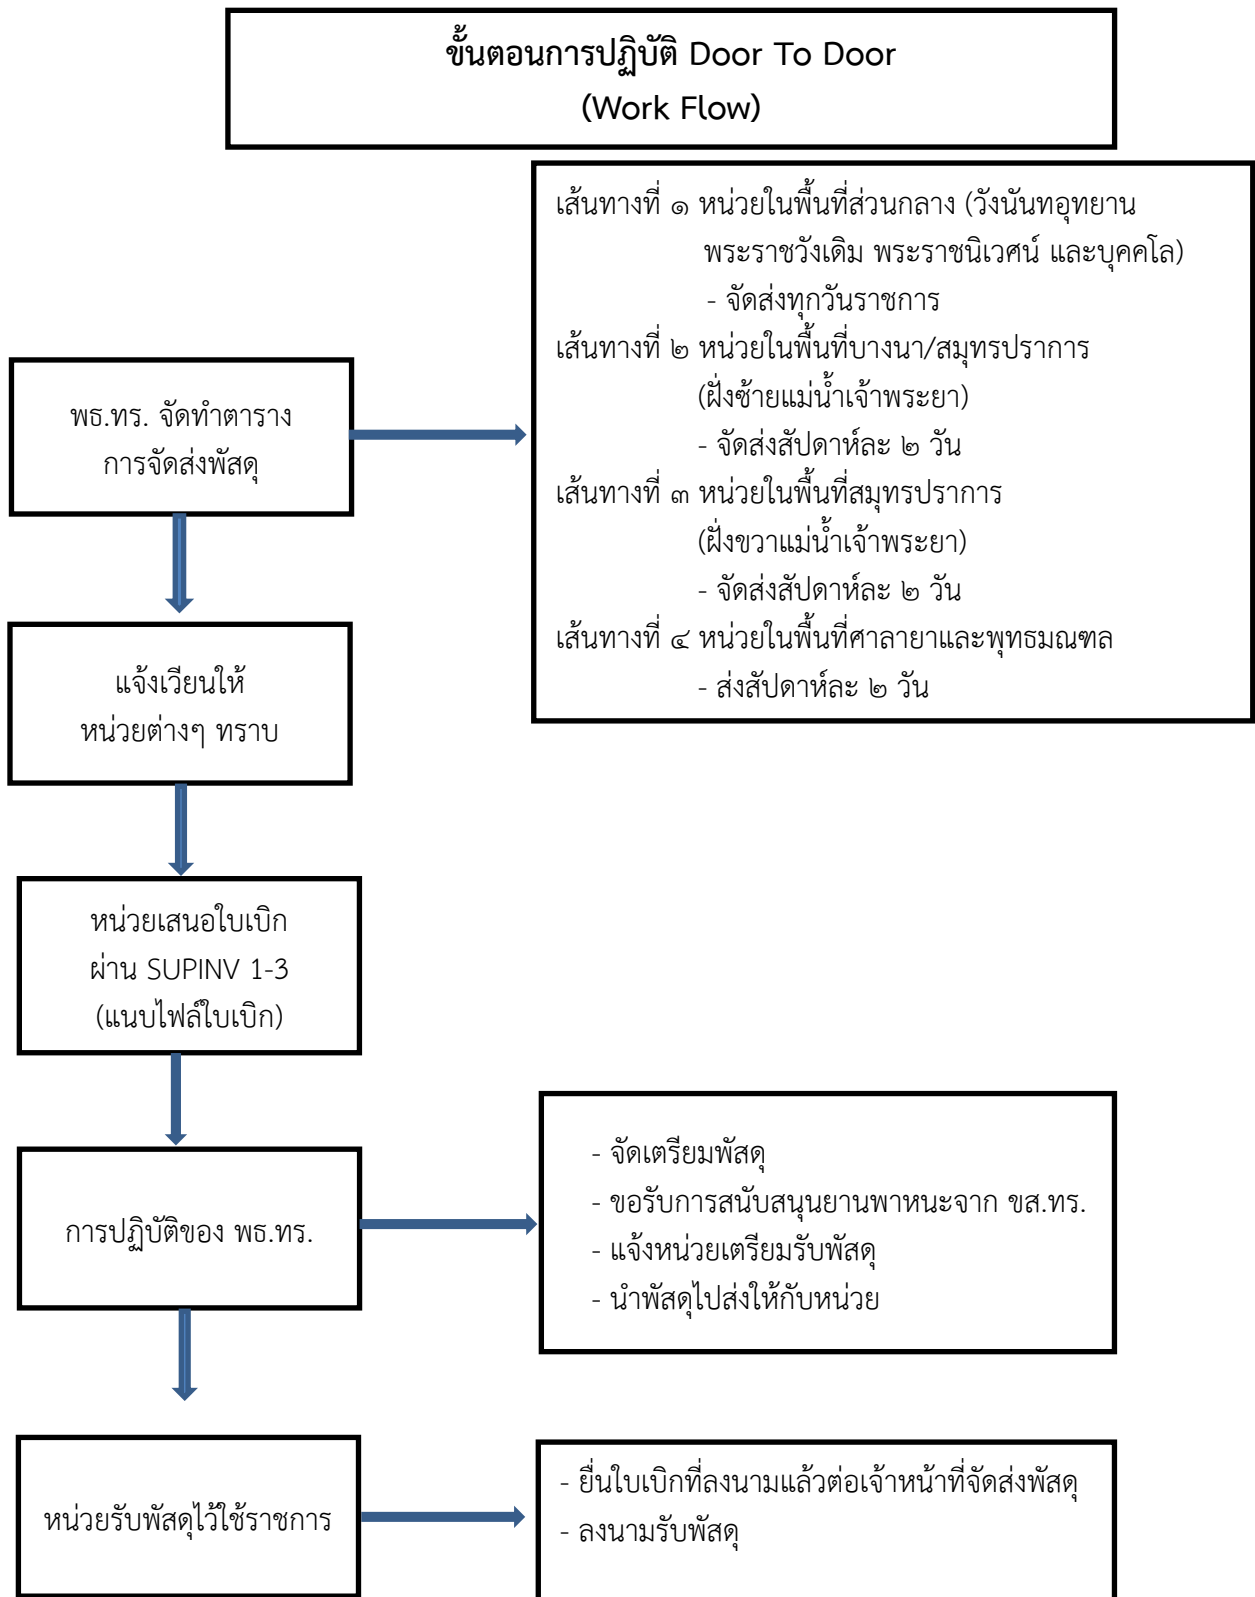 ขั้นตอนการปฏิบัติ Door To Door
(Work Flow)
เส้นทางที่ ๑ หน่วยในพื้นที่ส่วนกลาง (วังนันทอุทยาน
พระราชวังเดิม พระราชนิเวศน์ และบุคคโล)
- จัดส่งทุกวันราชการ
เส้นทางที่ ๒ หน่วยในพื้นที่บางนา/สมุทรปราการ
(ฝั่งซ้ายแม่น้ำเจ้าพระยา)
- จัดส่งสัปดาห์ละ ๒ วัน
เส้นทางที่ ๓ หน่วยในพื้นที่สมุทรปราการ
(ฝั่งขวาแม่น้ำเจ้าพระยา)
- จัดส่งสัปดาห์ละ ๒ วัน
เส้นทางที่ ๔ หน่วยในพื้นที่ศาลายาและพุทธมณฑล
- ส่งสัปดาห์ละ ๒ วัน
พธ.ทร. จัดทำตาราง
การจัดส่งพัสดุ
แจ้งเวียนให้
หน่วยต่างๆ ทราบ
หน่วยเสนอใบเบิก
ผ่าน SUPINV 1-3
(แนบไฟล์ใบเบิก)
การปฏิบัติของ พธ.ทร.
- จัดเตรียมพัสดุ
- ขอรับการสนับสนุนยานพาหนะจาก ขส.ทร.
- แจ้งหน่วยเตรียมรับพัสดุ
- นำพัสดุไปส่งให้กับหน่วย
หน่วยรับพัสดุไว้ใช้ราชการ
- ยื่นใบเบิกที่ลงนามแล้วต่อเจ้าหน้าที่จัดส่งพัสดุ
- ลงนามรับพัสดุ